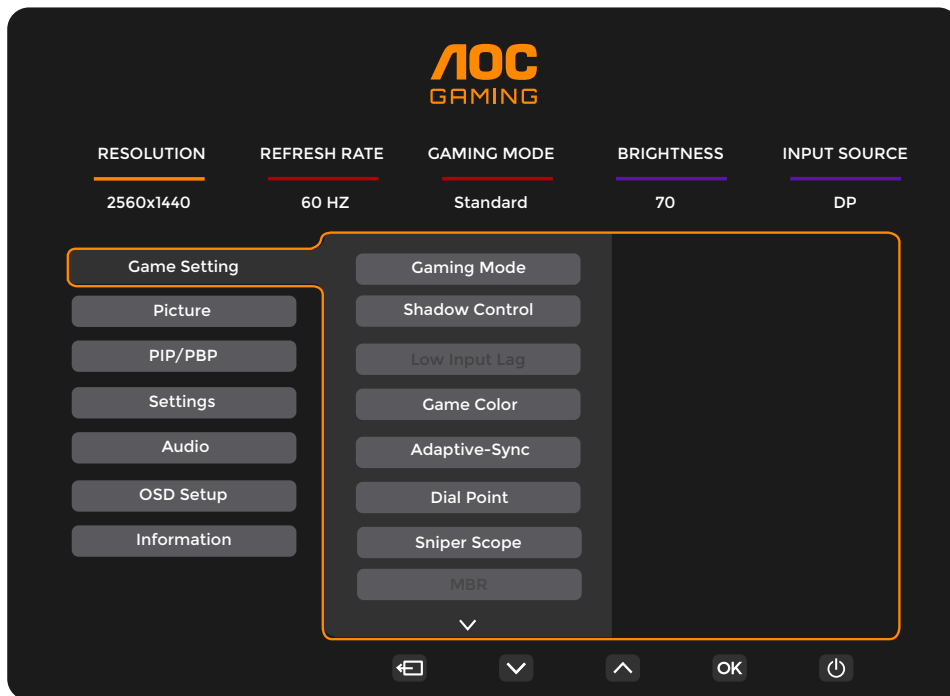 AOC
GAMING
RESOLUTION REFRESH RATE GAMING MODE BRIGHTNESS INPUT SOURCE
2560x1440 60 HZ Standard 70 DP
Game Setting
Picture
PIP/PBP
Settings
Audio
OSD Setup
Information
Gaming Mode
Shadow Control
Low Input Lag
Game Color
Adaptive-Sync
Dial Point
Sniper Scope
MBR
OK